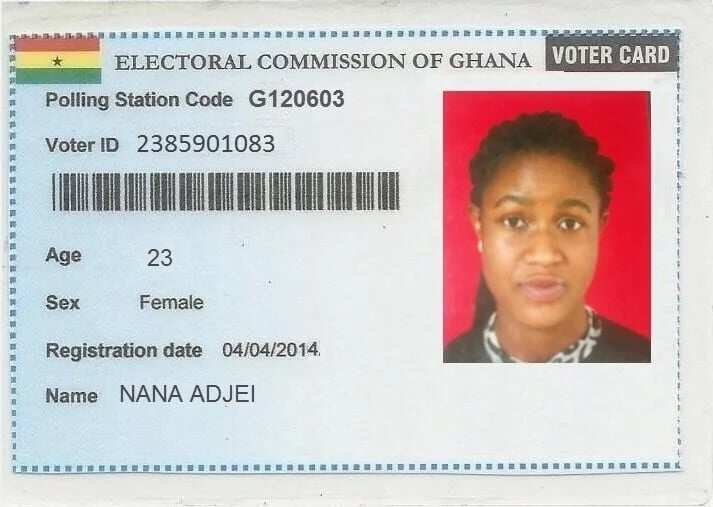 ELECTORAL COMMISSION OF GHANA VOTER CARD
Polling Station Code G120603
Voter ID 2385901083
Age 23
Sex Female
Registration date 04/04/2014.
Name NANA ADJEI